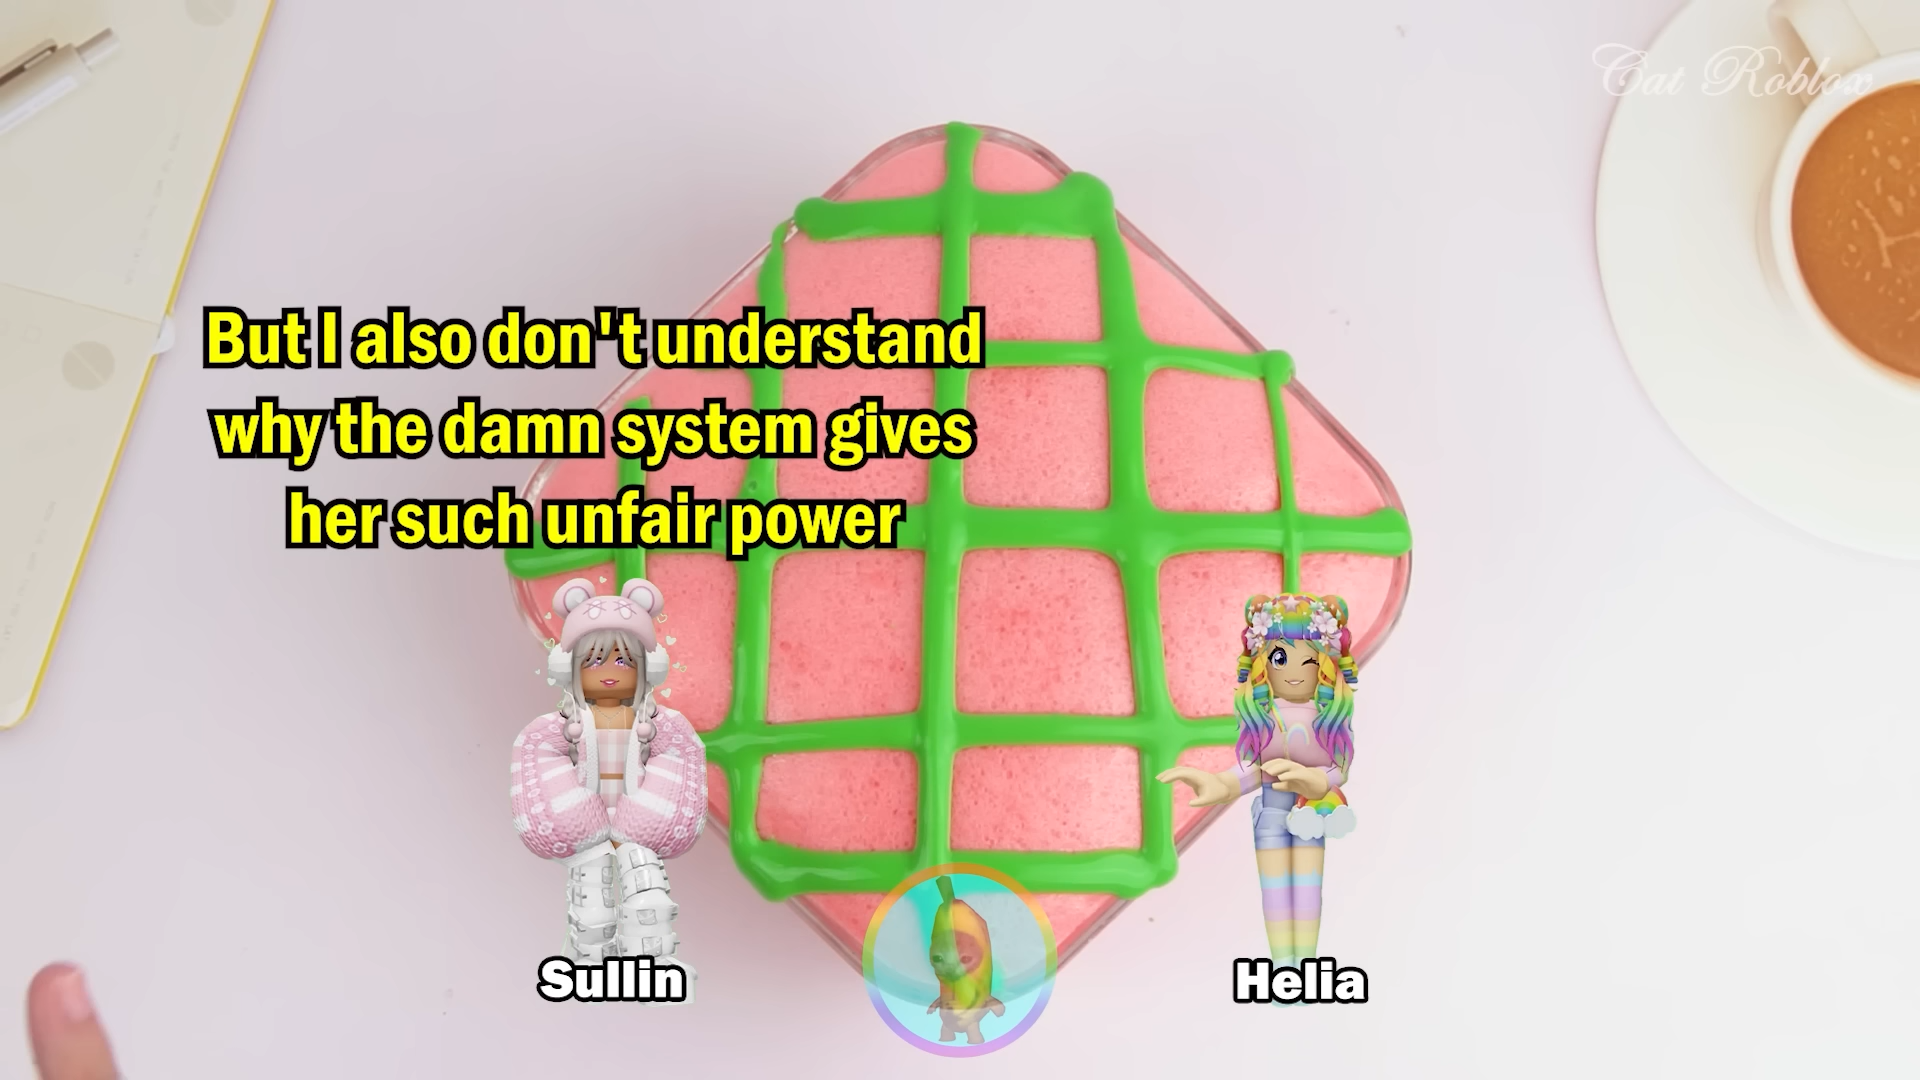 Cat Roblox
But I also don't understand
why the damn system gives
her such unfair power
Sullin
Helia